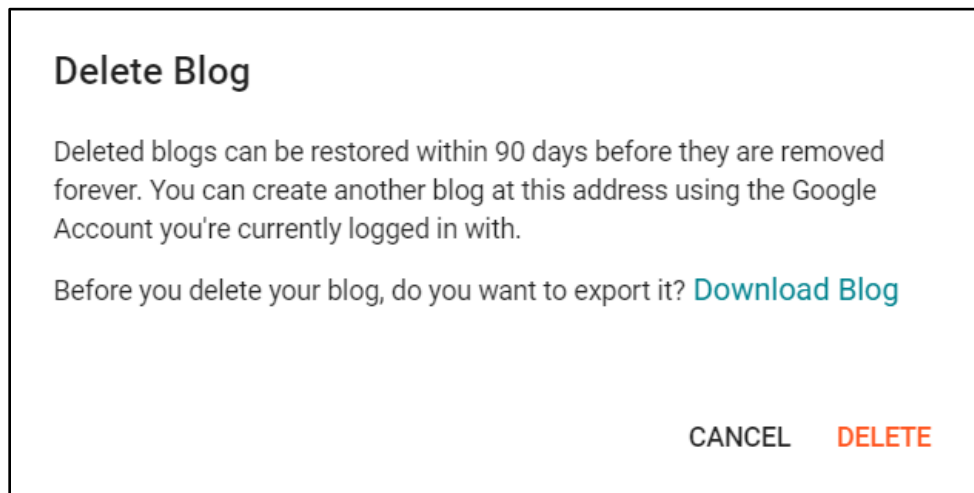 Delete Blog
Deleted blogs can be restored within 90 days before they are removed
forever. You can create another blog at this address using the Google
Account you're currently logged in with.
Before you delete your blog, do you want to export it? Download Blog
CANCEL DELETE